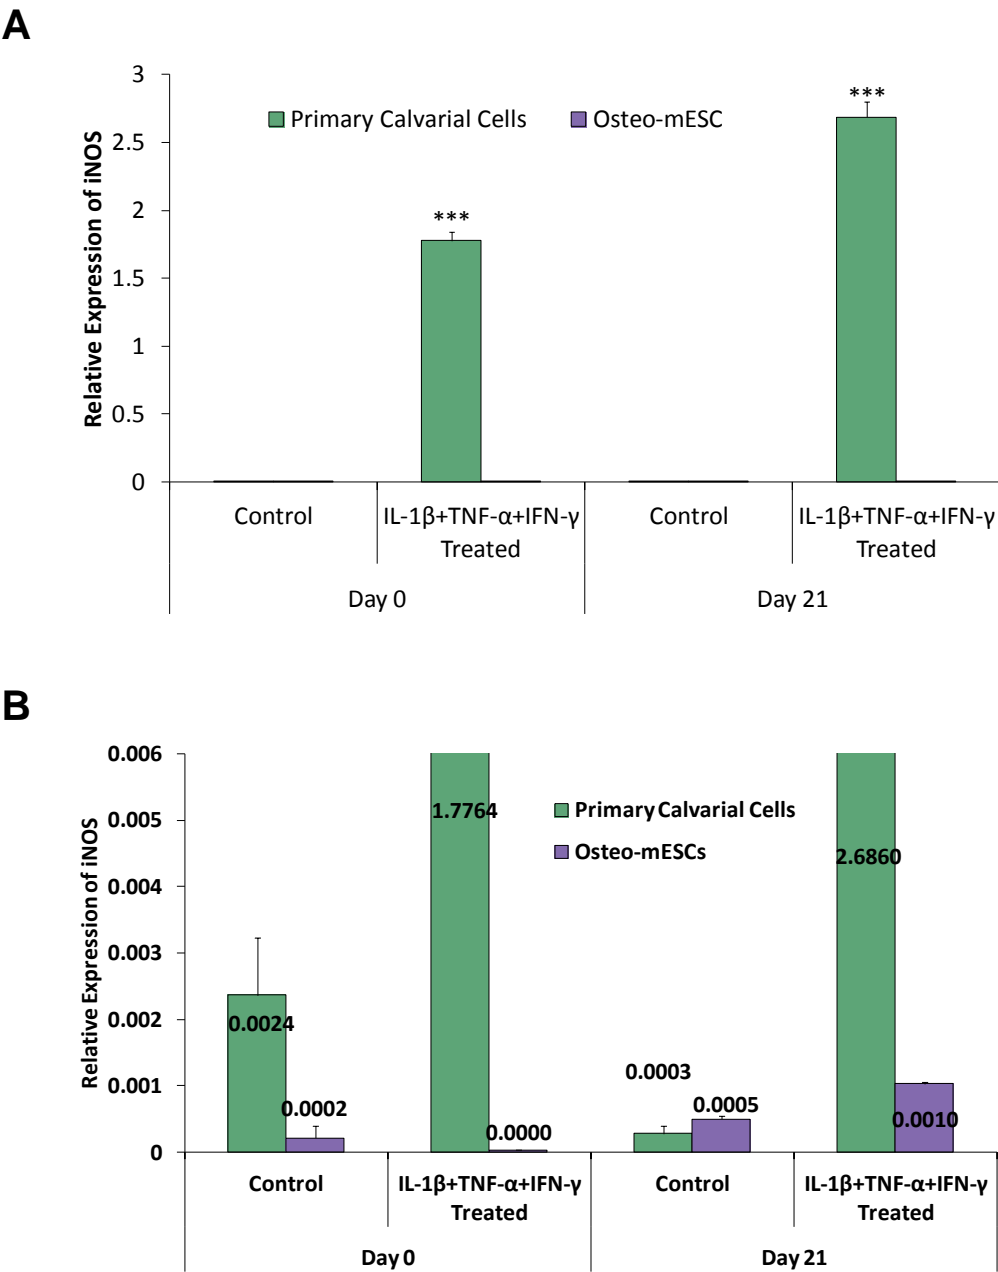 A
3
2.5
2
1.5
1
0.5
0
Relative Expression of iNOS
Primary Calvarial Cells Osteo-mESC
***
***
Control IL-1β+TNF-α+IFN-γ Control IL-1β+TNF-α+IFN-γ
Treated Treated
Day 0 Day 21
B
0.006
0.005
0.004
0.003
0.002
0.001
0
Relative Expression of iNOS
1.7764
Primary Calvarial Cells
Osteo-mESCs
2.6860
0.0024
0.0002
0.0000
0.0003
0.0005
0.0010
Control IL-1β+TNF-α+IFN-γ Control IL-1β+TNF-α+IFN-γ
Treated Treated
Day 0 Day 21